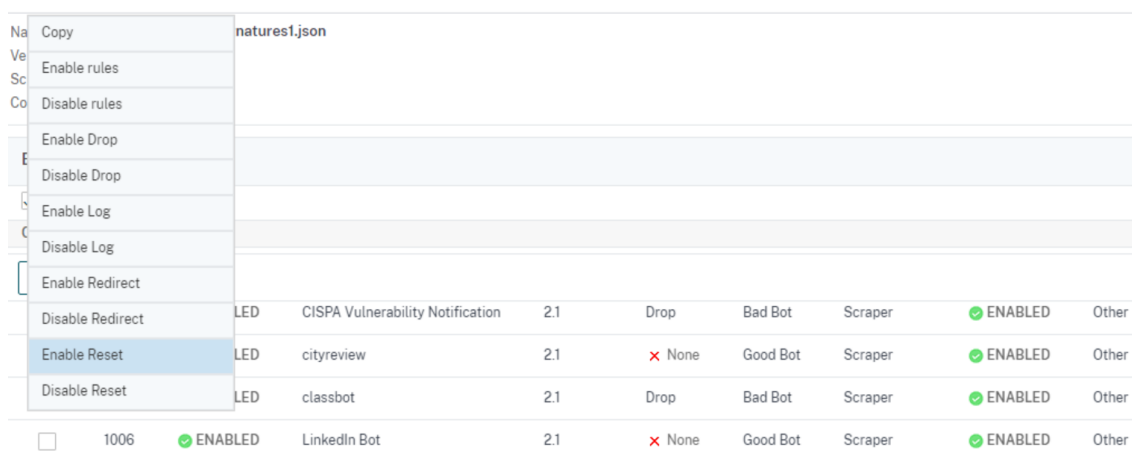 Na
natures1.json
Ve
Sc
Co
Copy
Enable rules
Disable rules
Enable Drop
Disable Drop
Enable Log
Disable Log
Enable Redirect
Disable Redirect
Enable Reset
Disable Reset
LED CISPA Vulnerability Notification 2.1 Drop Bad Bot Scraper ENABLED Other
LED cityreview 2.1 None Good Bot Scraper ENABLED Other
LED classbot 2.1 Drop Bad Bot Scraper ENABLED Other
1006 ENABLED LinkedIn Bot 2.1 None Good Bot Scraper ENABLED Other